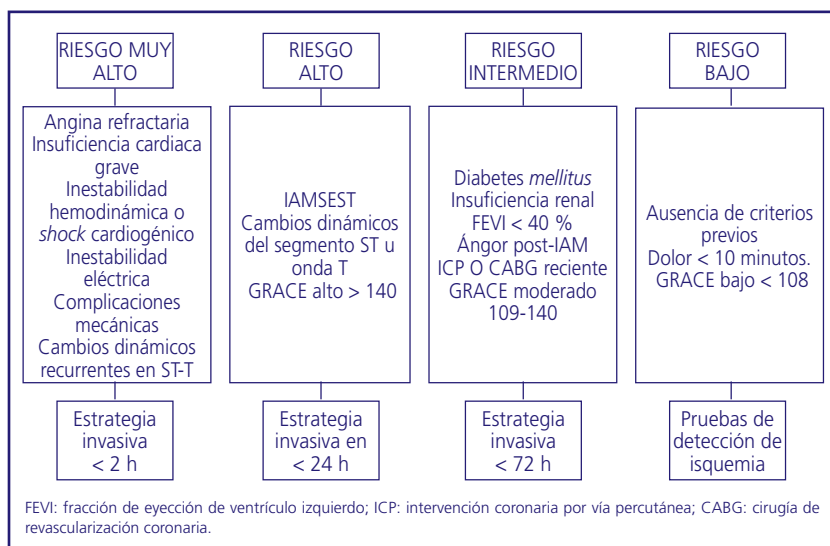 RIESGO MUY
ALTO
Angina refractaria
Insuficiencia cardiaca
grave
Inestabilidad
hemodinámica o
shock cardiogénico
Inestabilidad
eléctrica
Complicaciones
mecánicas
Cambios dinámicos
recurrentes en ST-T
Estrategia
invasiva
< 2 h
RIESGO
ALTO
IAMSEST
Cambios dinámicos
del segmento ST u
onda T
GRACE alto > 140
Estrategia
invasiva en
< 24 h
RIESGO
INTERMEDIO
Diabetes mellitus
Insuficiencia renal
FEVI < 40 %
Ángor post-IAM
ICP O CABG reciente
GRACE moderado
109-140
Estrategia
invasiva
< 72 h
RIESGO
BAJO
Ausencia de criterios
previos
Dolor < 10 minutos.
GRACE bajo < 108
Pruebas de
detección de
isquemia
FEVI: fracción de eyección de ventrículo izquierdo; ICP: intervención coronaria por vía percutánea; CABG: cirugía de
revascularización coronaria.